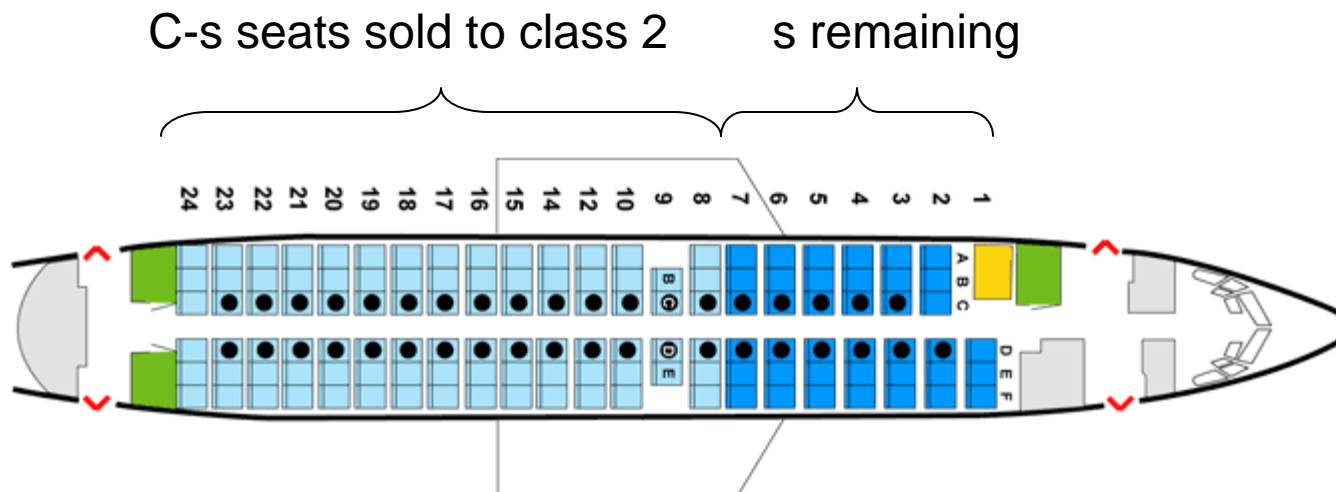 C-s seats sold to class 2 s remaining
24 23 22 21 20 19 18 17 16 15 14 12 10 9 8 7 6 5 4 3 2 1
A
B B
C C
D D
E E
F